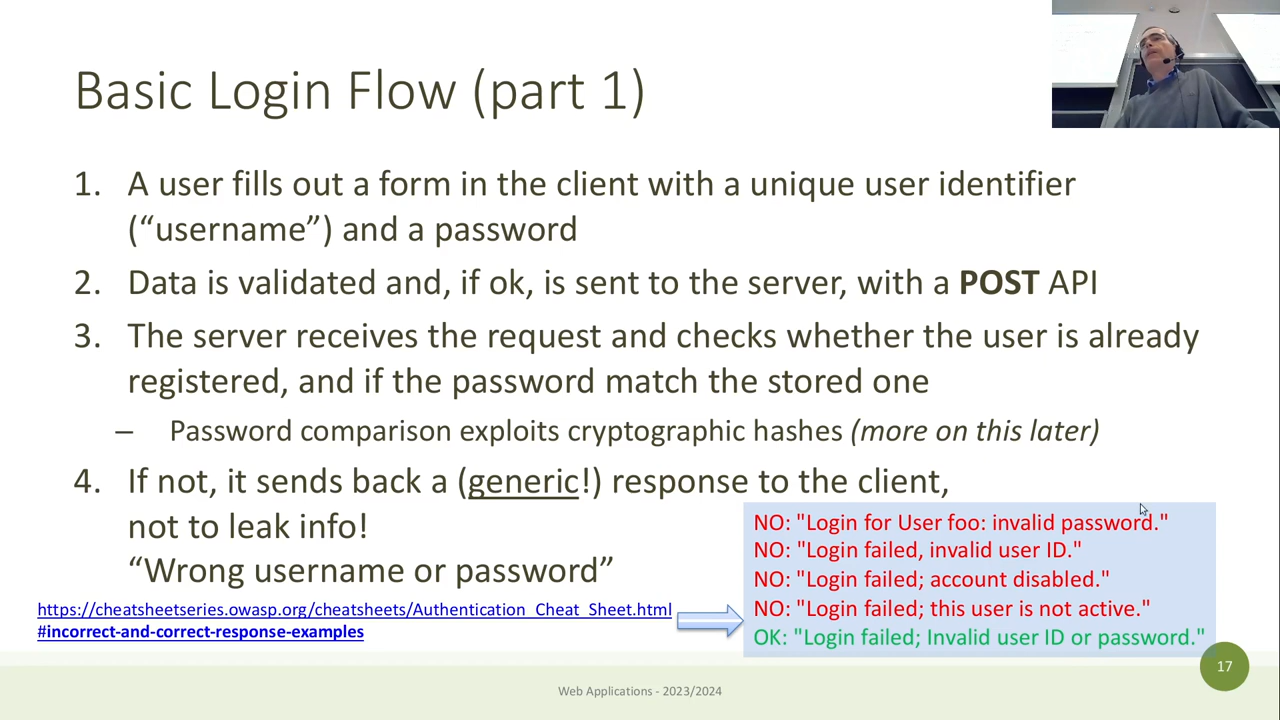 Basic Login Flow (part 1)
1. A user fills out a form in the client with a unique user identifier
(“username”) and a password
2. Data is validated and, if ok, is sent to the server, with a POST API
3. The server receives the request and checks whether the user is already
registered, and if the password match the stored one
– Password comparison exploits cryptographic hashes (more on this later)
4. If not, it sends back a (generic!) response to the client,
not to leak info!
“Wrong username or password”
https://cheatsheetseries.owasp.org/cheatsheets/Authentication_Cheat_Sheet.html
#incorrect-and-correct-response-examples
NO: "Login for User foo: invalid password."
NO: "Login failed, invalid user ID."
NO: "Login failed; account disabled."
NO: "Login failed; this user is not active."
OK: "Login failed; Invalid user ID or password."
17
Web Applications - 2023/2024